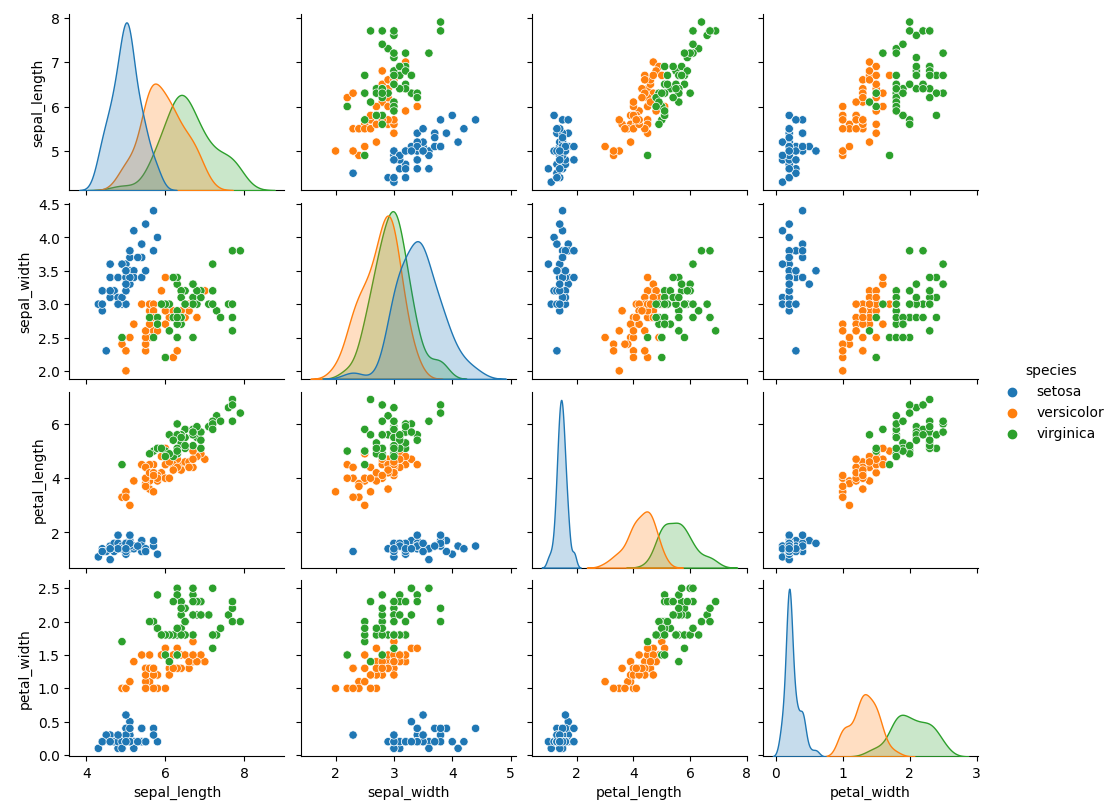 sepal_length
8
7
6
5
sepal_width
4.5
4.0
3.5
3.0
2.5
2.0
petal_length
6
4
2
petal_width
2.5
2.0
1.5
1.0
0.5
0.0
4 6 8
sepal_length
2 3 4 5
sepal_width
2 4 6 8
petal_length
0 1 2 3
petal_width
species
setosa
versicolor
virginica